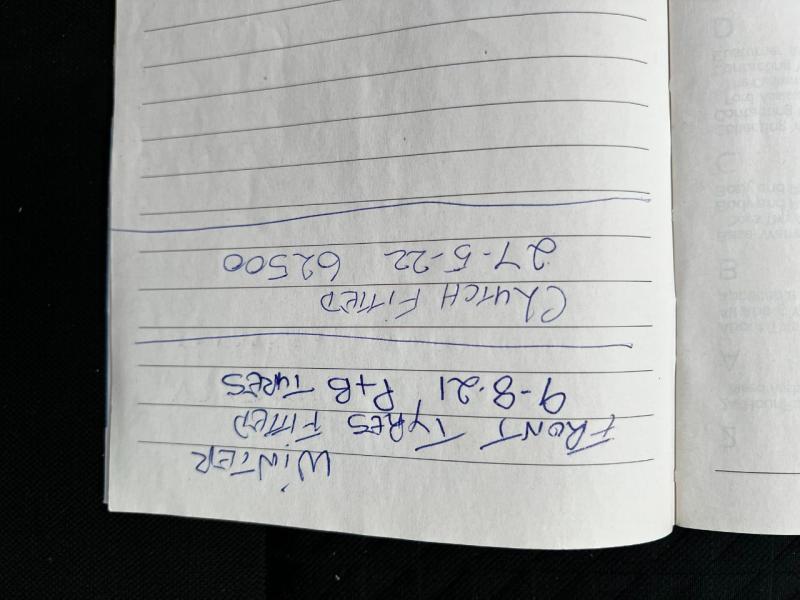 WINTER
FRONT TYRES FITTED
9-8-21 P+B TYRES
CLUTCH FITTED
27-5-22 62500